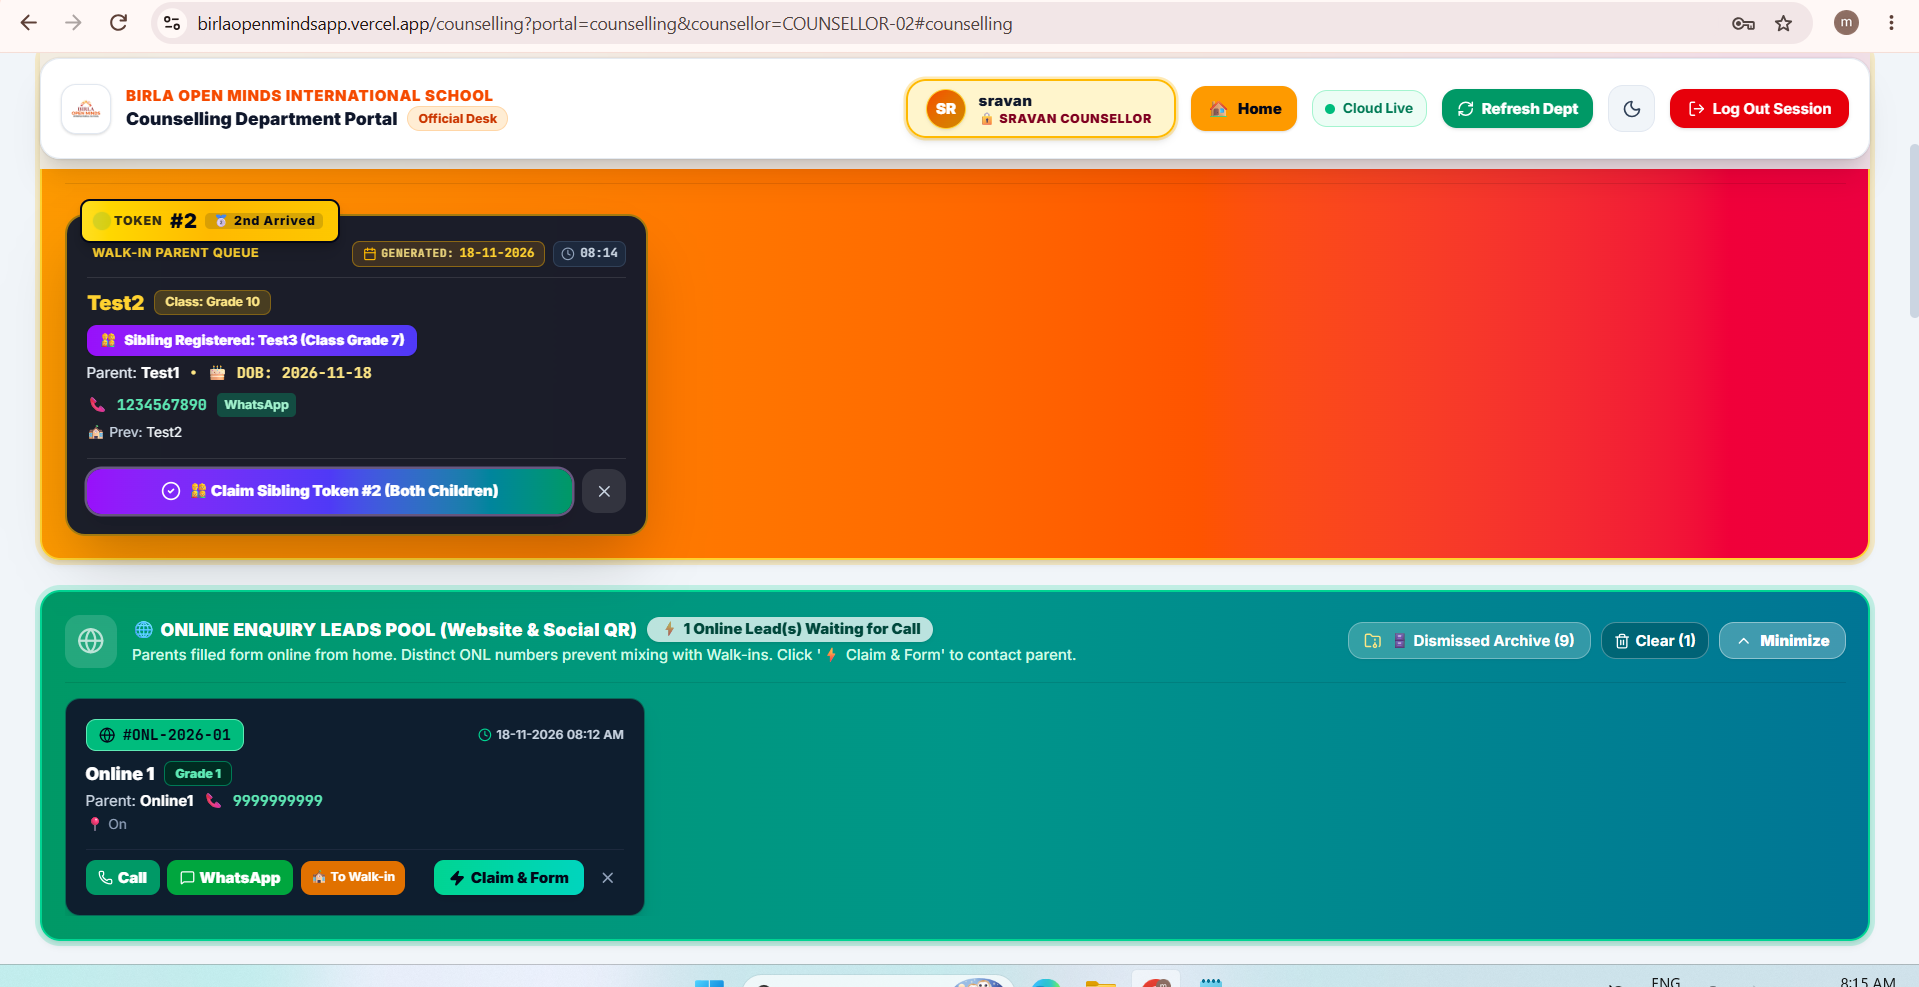 birlaopenmindsapp.vercel.app/counselling?portal=counselling&counsellor=COUNSELLOR-02#counselling
m
BIRLA OPEN MINDS
BIRLA OPEN MINDS INTERNATIONAL SCHOOL
Counselling Department Portal
Official Desk
SR
sravan
SRAVAN COUNSELLOR
Home
Cloud Live
Refresh Dept
Log Out Session
TOKEN #2 2nd Arrived
WALK-IN PARENT QUEUE
GENERATED: 18-11-2026
08:14
Test2
Class: Grade 10
Sibling Registered: Test3 (Class Grade 7)
Parent: Test1 • DOB: 2026-11-18
1234567890
WhatsApp
Prev: Test2
Claim Sibling Token #2 (Both Children)
ONLINE ENQUIRY LEADS POOL (Website & Social QR)
1 Online Lead(s) Waiting for Call
Parents filled form online from home. Distinct ONL numbers prevent mixing with Walk-ins. Click '⚡ Claim & Form' to contact parent.
Dismissed Archive (9)
Clear (1)
Minimize
#ONL-2026-01
18-11-2026 08:12 AM
Online 1
Grade 1
Parent: Online1 9999999999
On
Call
WhatsApp
To Walk-in
Claim & Form
ENG
8:15 AM